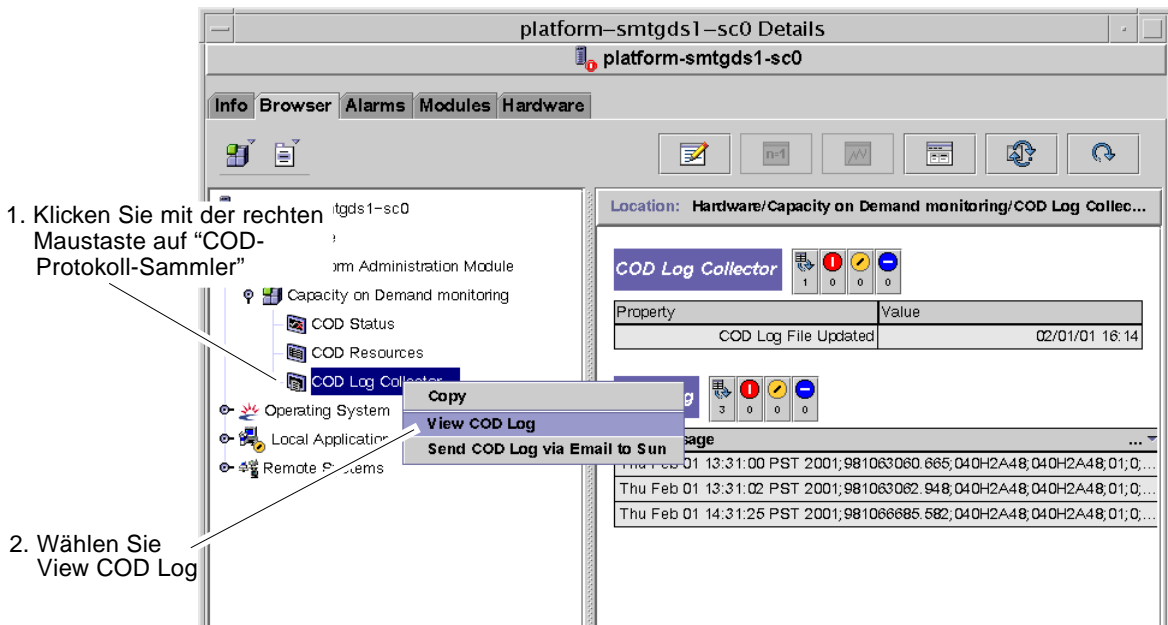 platform–smtgds1–sc0 Details
platform-smtgds1-sc0
Info Browser Alarms Modules Hardware
n=1
1. Klicken Sie mit der rechten
Maustaste auf “COD-
Protokoll-Sammler”
tgds1-sc0
Administration Module
Capacity on Demand monitoring
COD Status
COD Resources
COD Log Collector
Operating System
Local Application
Remote Systems
Copy
View COD Log
Send COD Log via Email to Sun
2. Wählen Sie
View COD Log
Location: Hardware/Capacity on Demand monitoring/COD Log Collec...
COD Log Collector 1 0 0 0
Property Value
COD Log File Updated 02/01/01 16:14
3 0 0 0
...
Thu Feb 01 13:31:00 PST 2001;981063060.665;040H2A48;040H2A48;01;0;...
Thu Feb 01 13:31:02 PST 2001;981063062.948;040H2A48;040H2A48;01;0;...
Thu Feb 01 14:31:25 PST 2001;981066685.582;040H2A48;040H2A48;01;0;...